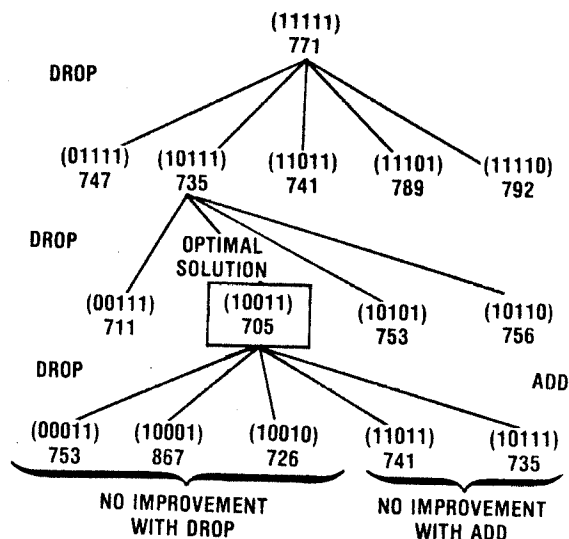 (11111)
771
DROP
(01111) (10111) (11011) (11101) (11110)
747 735 741 789 792
DROP
OPTIMAL
SOLUTION
(00111) (10011) (10101) (10110)
711 705 753 756
DROP ADD
(00011) (10001) (10010) (11011) (10111)
753 867 726 741 735
NO IMPROVEMENT NO IMPROVEMENT
WITH DROP WITH ADD